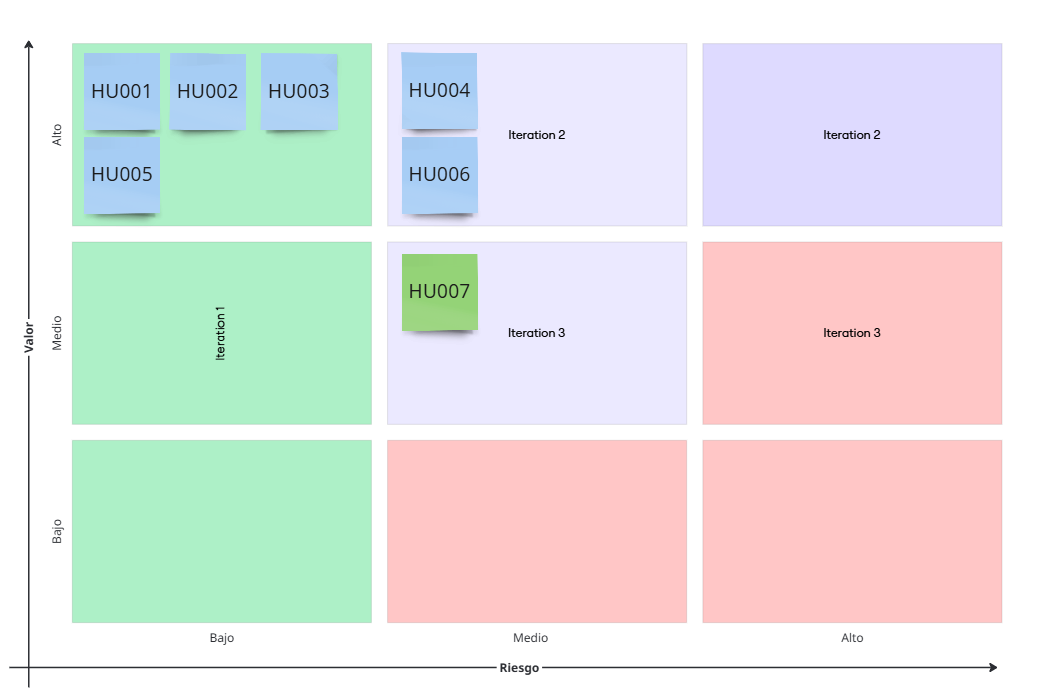 HU001 HU002 HU003
HU005
HU004
HU006
Iteration 2
Iteration 2
Alto
HU007
Iteration 1
Iteration 3
Iteration 3
Medio
Valor
Bajo
Bajo
Medio
Alto
Riesgo